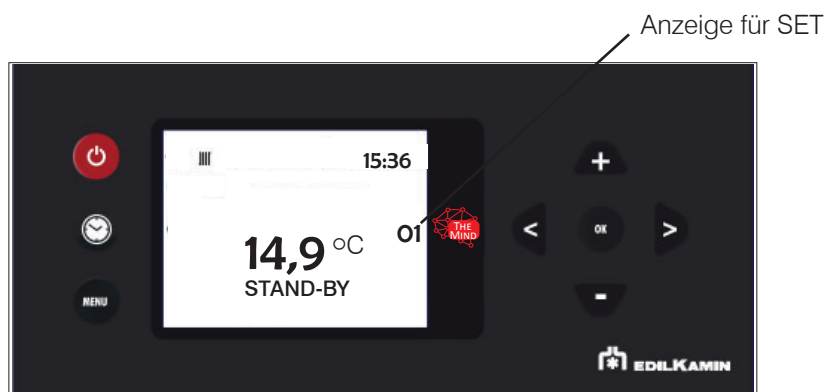 Anzeige für SET
15:36
01
THE
MIND
14,9 °C
STAND-BY
OK
MENU
EDILKAMIN